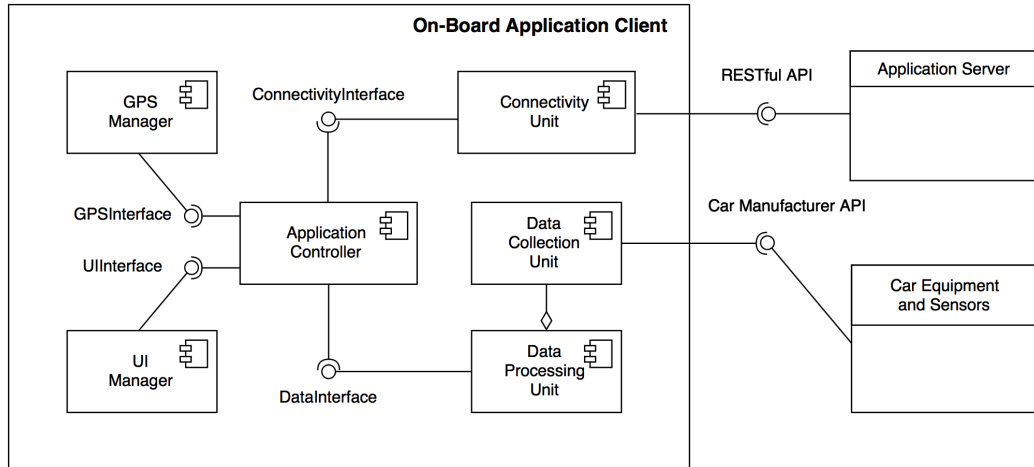 On-Board Application Client
GPS
Manager
ConnectivityInterface
Connectivity
Unit
RESTful API
Application Server
GPSInterface
Application
Controller
Data
Collection
Unit
Car Manufacturer API
UIInterface
Car Equipment
and Sensors
UI
Manager
DataInterface
Data
Processing
Unit